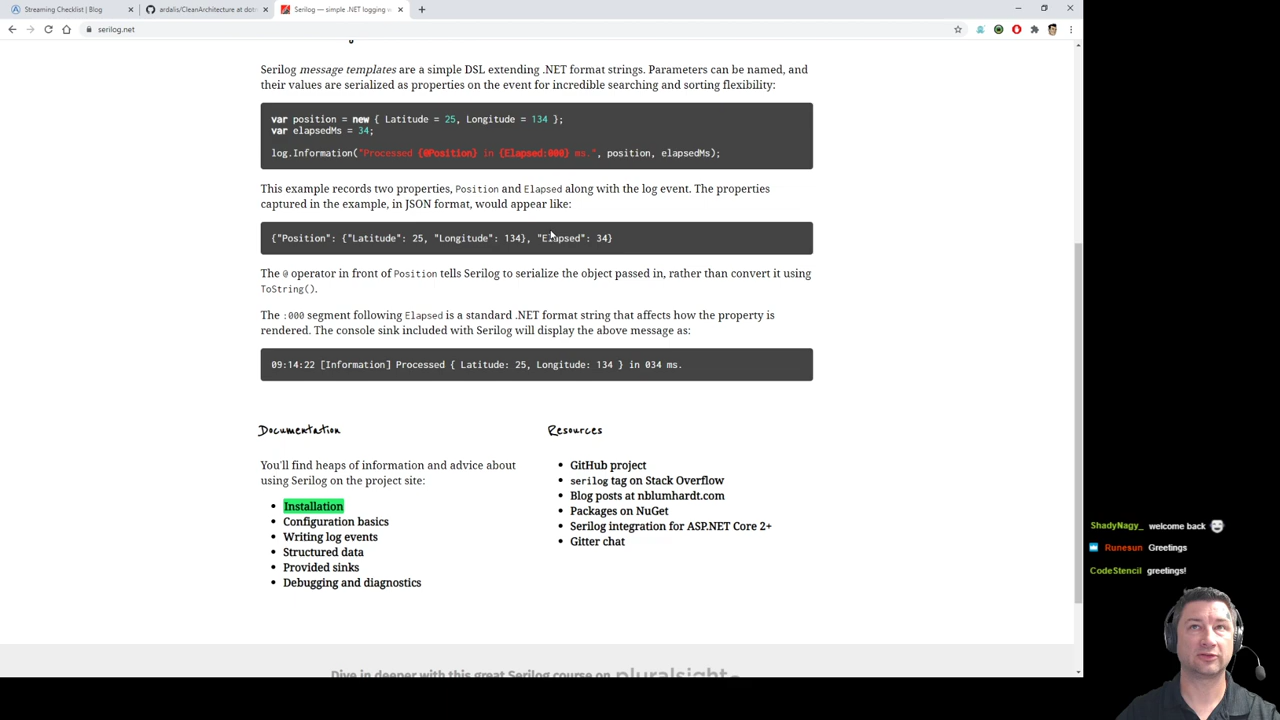 Streaming Checklist | Blog
ardalis/CleanArchitecture at dot
Serilog — simple .NET logging w
serilog.net
Serilog message templates are a simple DSL extending .NET format strings. Parameters can be named, and
their values are serialized as properties on the event for incredible searching and sorting flexibility:
var position = new { Latitude = 25, Longitude = 134 };
var elapsedMs = 34;
log.Information("Processed {@Position} in {Elapsed:000} ms.", position, elapsedMs);
This example records two properties, Position and Elapsed along with the log event. The properties
captured in the example, in JSON format, would appear like:
{"Position": {"Latitude": 25, "Longitude": 134}, "Elapsed": 34}
The @ operator in front of Position tells Serilog to serialize the object passed in, rather than convert it using
ToString().
The :000 segment following Elapsed is a standard .NET format string that affects how the property is
rendered. The console sink included with Serilog will display the above message as:
09:14:22 [Information] Processed { Latitude: 25, Longitude: 134 } in 034 ms.
Documentation
You'll find heaps of information and advice about
using Serilog on the project site:
Installation
Configuration basics
Writing log events
Structured data
Provided sinks
Debugging and diagnostics
Resources
GitHub project
serilog tag on Stack Overflow
Blog posts at nblumhardt.com
Packages on NuGet
Serilog integration for ASP.NET Core 2+
Gitter chat
Dive in deeper with this great Serilog course on pluralsight
ShadyNagy_ welcome back
Runesun Greetings
CodeStencil greetings!